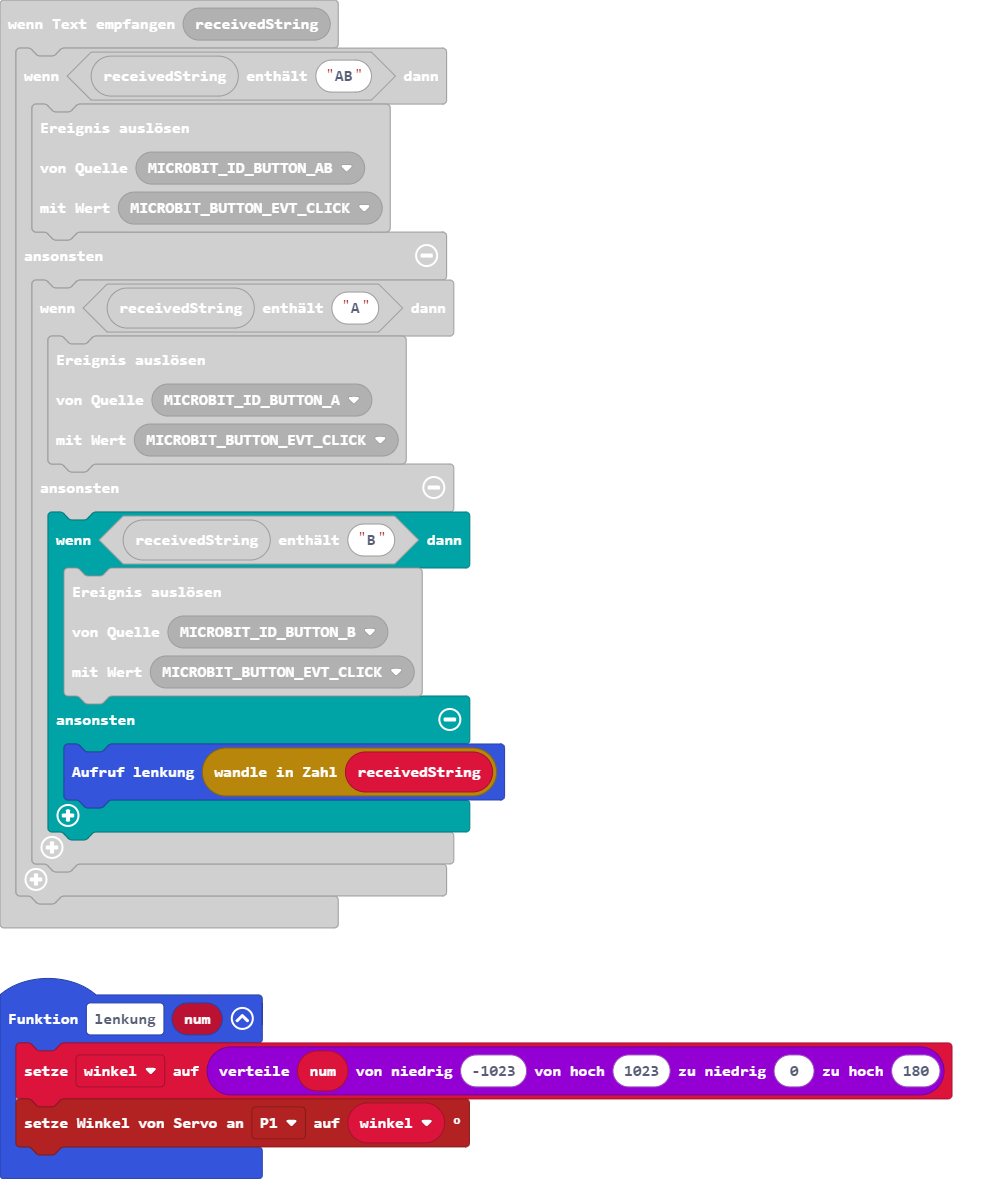 wenn Text empfangen receivedString
wenn receivedString enthält "AB" dann
Ereignis auslösen
von Quelle MICROBIT_ID_BUTTON_AB
mit Wert MICROBIT_BUTTON_EVT_CLICK
ansonsten
wenn receivedString enthält "A" dann
Ereignis auslösen
von Quelle MICROBIT_ID_BUTTON_A
mit Wert MICROBIT_BUTTON_EVT_CLICK
ansonsten
wenn receivedString enthält "B" dann
Ereignis auslösen
von Quelle MICROBIT_ID_BUTTON_B
mit Wert MICROBIT_BUTTON_EVT_CLICK
ansonsten
Aufruf lenkung wandle in Zahl receivedString
Funktion lenkung num
setze winkel auf verteile num von niedrig -1023 von hoch 1023 zu niedrig 0 zu hoch 180
setze Winkel von Servo an P1 auf winkel °